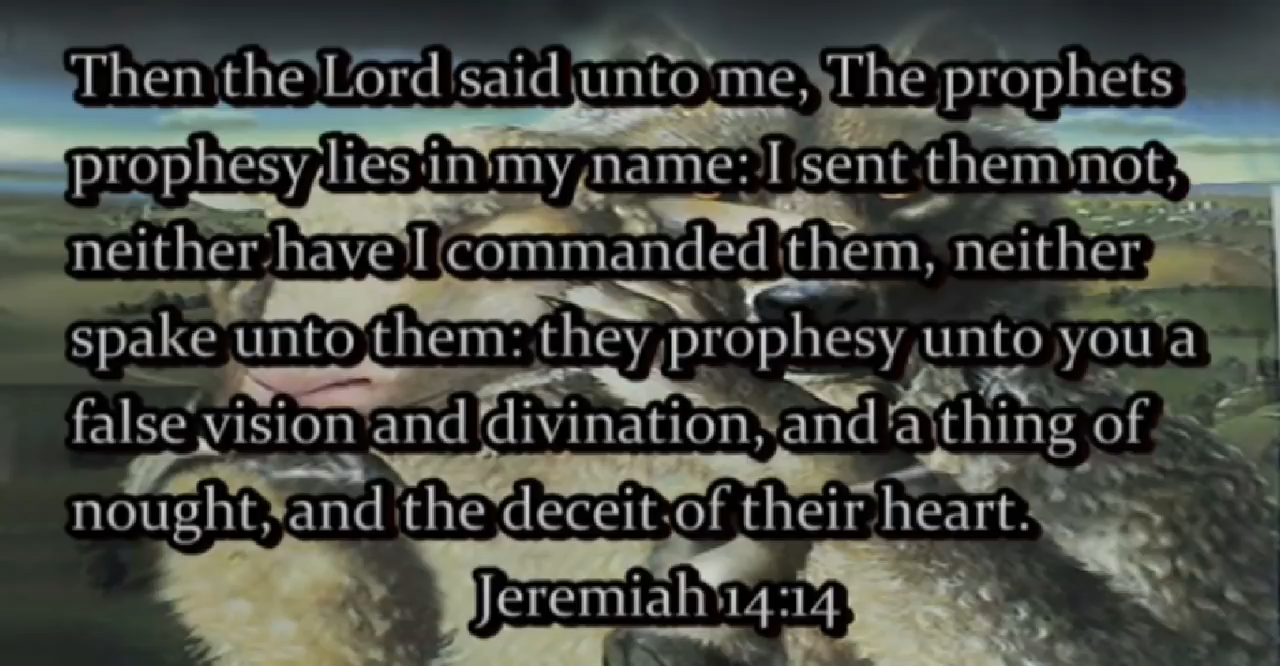 Then the Lord said unto me, The prophets
prophesy lies in my name: I sent them not,
neither have I commanded them, neither
spake unto them: they prophesy unto you a
false vision and divination, and a thing of
nought, and the deceit of their heart.
Jeremiah 14:14